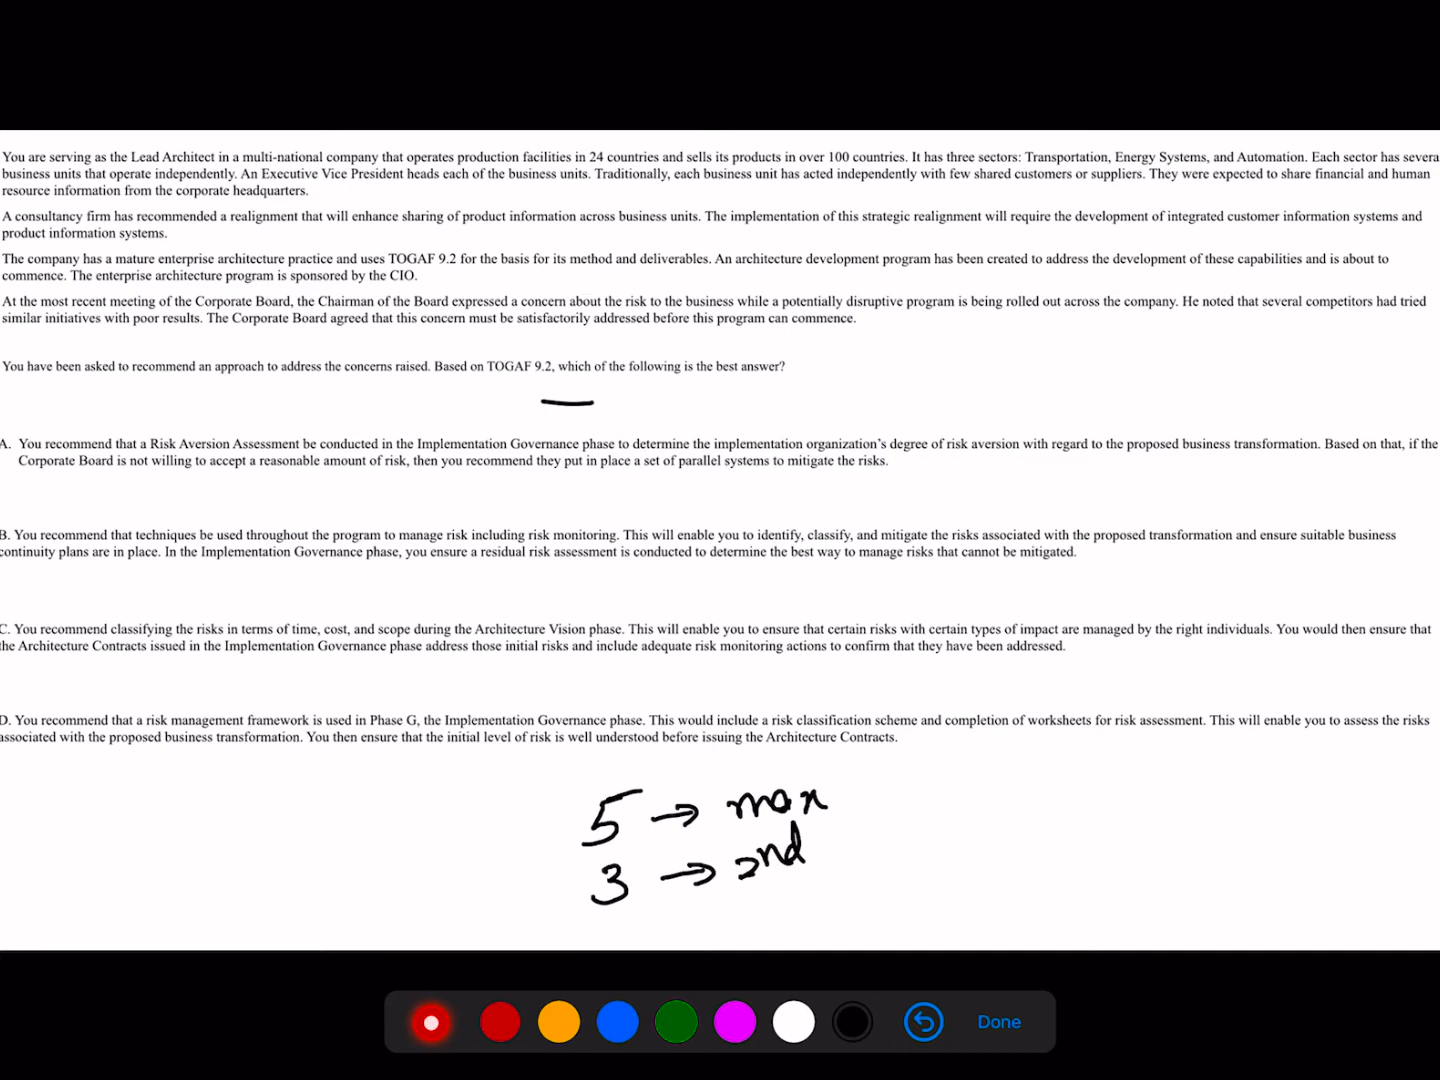 You are serving as the Lead Architect in a multi-national company that operates production facilities in 24 countries and sells its products in over 100 countries. It has three sectors: Transportation, Energy Systems, and Automation. Each sector has severa
business units that operate independently. An Executive Vice President heads each of the business units. Traditionally, each business unit has acted independently with few shared customers or suppliers. They were expected to share financial and human
resource information from the corporate headquarters.
A consultancy firm has recommended a realignment that will enhance sharing of product information across business units. The implementation of this strategic realignment will require the development of integrated customer information systems and
product information systems.
The company has a mature enterprise architecture practice and uses TOGAF 9.2 for the basis for its method and deliverables. An architecture development program has been created to address the development of these capabilities and is about to
commence. The enterprise architecture program is sponsored by the CIO.
At the most recent meeting of the Corporate Board, the Chairman of the Board expressed a concern about the risk to the business while a potentially disruptive program is being rolled out across the company. He noted that several competitors had tried
similar initiatives with poor results. The Corporate Board agreed that this concern must be satisfactorily addressed before this program can commence.
You have been asked to recommend an approach to address the concerns raised. Based on TOGAF 9.2, which of the following is the best answer?
A. You recommend that a Risk Aversion Assessment be conducted in the Implementation Governance phase to determine the implementation organization's degree of risk aversion with regard to the proposed business transformation. Based on that, if the
Corporate Board is not willing to accept a reasonable amount of risk, then you recommend they put in place a set of parallel systems to mitigate the risks.
B. You recommend that techniques be used throughout the program to manage risk including risk monitoring. This will enable you to identify, classify, and mitigate the risks associated with the proposed transformation and ensure suitable business
continuity plans are in place. In the Implementation Governance phase, you ensure a residual risk assessment is conducted to determine the best way to manage risks that cannot be mitigated.
C. You recommend classifying the risks in terms of time, cost, and scope during the Architecture Vision phase. This will enable you to ensure that certain risks with certain types of impact are managed by the right individuals. You would then ensure that
the Architecture Contracts issued in the Implementation Governance phase address those initial risks and include adequate risk monitoring actions to confirm that they have been addressed.
D. You recommend that a risk management framework is used in Phase G, the Implementation Governance phase. This would include a risk classification scheme and completion of worksheets for risk assessment. This will enable you to assess the risks
associated with the proposed business transformation. You then ensure that the initial level of risk is well understood before issuing the Architecture Contracts.
5 → max
3 → 2nd
Done